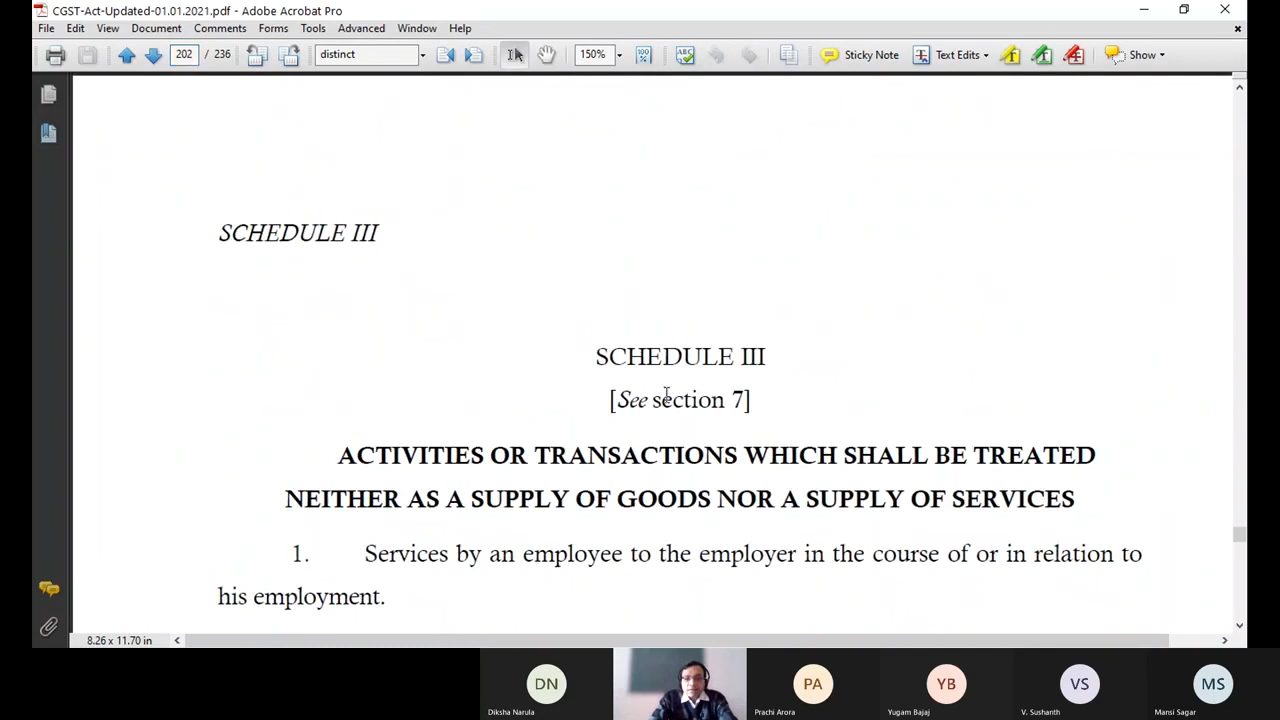 CGST-Act-Updated-01.01.2021.pdf - Adobe Acrobat Pro
File Edit View Document Comments Forms Tools Advanced Window Help
202 / 236 distinct 150% Sticky Note Text Edits Show
SCHEDULE III
SCHEDULE III
[See section 7]
ACTIVITIES OR TRANSACTIONS WHICH SHALL BE TREATED
NEITHER AS A SUPPLY OF GOODS NOR A SUPPLY OF SERVICES
1. Services by an employee to the employer in the course of or in relation to
his employment.
8.26 x 11.70 in
DN PA YB VS MS
Diksha Narula Prachi Arora Yugam Bajaj V. Sushanth Mansi Sagar